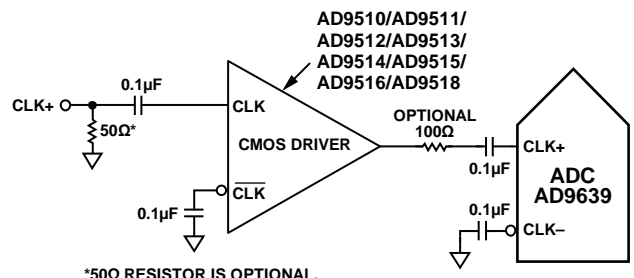 AD9510/AD9511/
AD9512/AD9513/
AD9514/AD9515/
AD9516/AD9518
0.1µF
CLK+
CLK
50Ω*
CMOS DRIVER
OPTIONAL
100Ω
0.1µF
CLK+
ADC
AD9639
CLK
0.1µF
0.1µF
CLK–
*50Ω RESISTOR IS OPTIONAL.